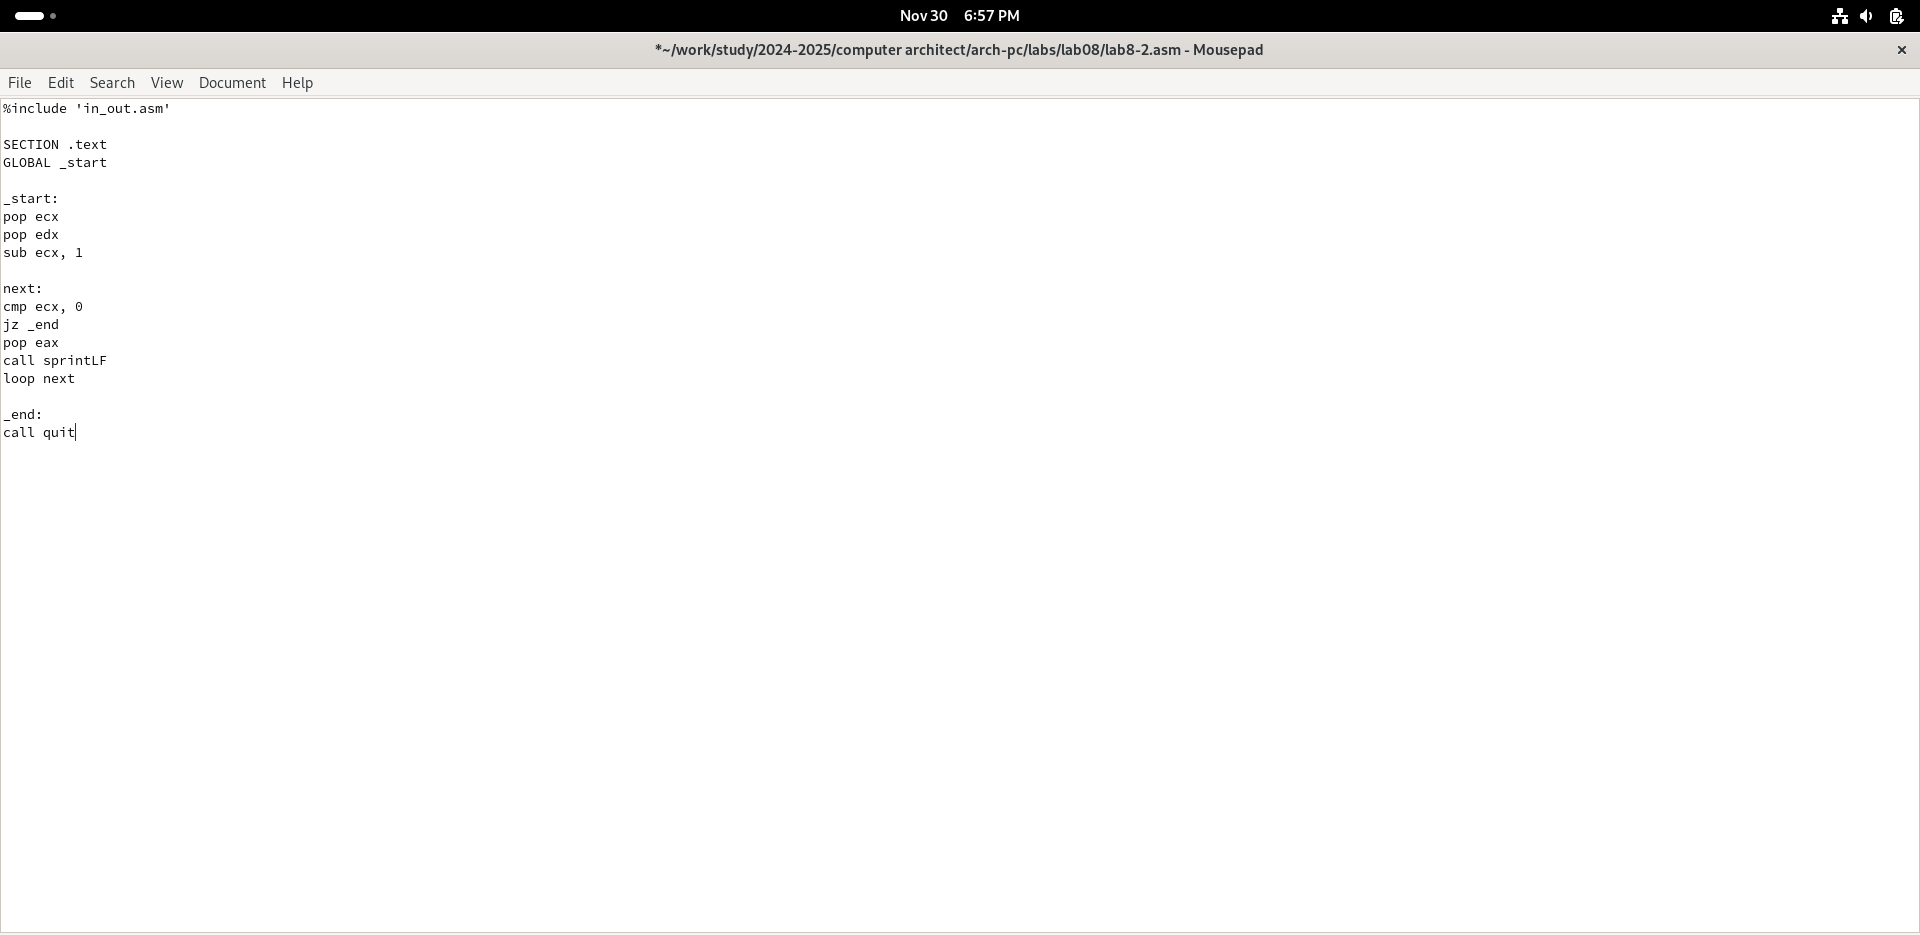 Nov 30 6:57 PM
*~/work/study/2024-2025/computer architect/arch-pc/labs/lab08/lab8-2.asm - Mousepad
File Edit Search View Document Help
%include 'in_out.asm'
SECTION .text
GLOBAL _start
_start:
pop ecx
pop edx
sub ecx, 1
next:
cmp ecx, 0
jz _end
pop eax
call sprintLF
loop next
_end:
call quit